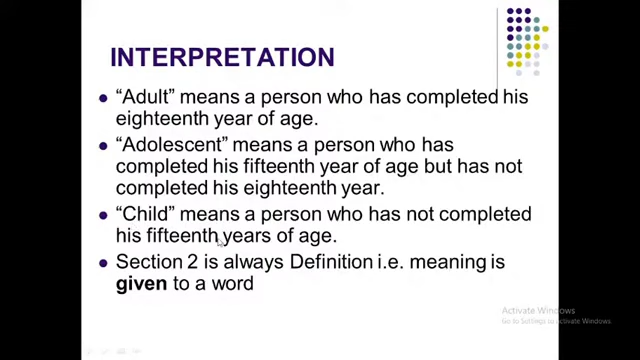 INTERPRETATION
● “Adult” means a person who has completed his
eighteenth year of age.
● “Adolescent” means a person who has
completed his fifteenth year of age but has not
completed his eighteenth year.
● “Child” means a person who has not completed
his fifteenth years of age.
● Section 2 is always Definition i.e. meaning is
given to a word
Activate Windows
Go to Settings to activate Windows.